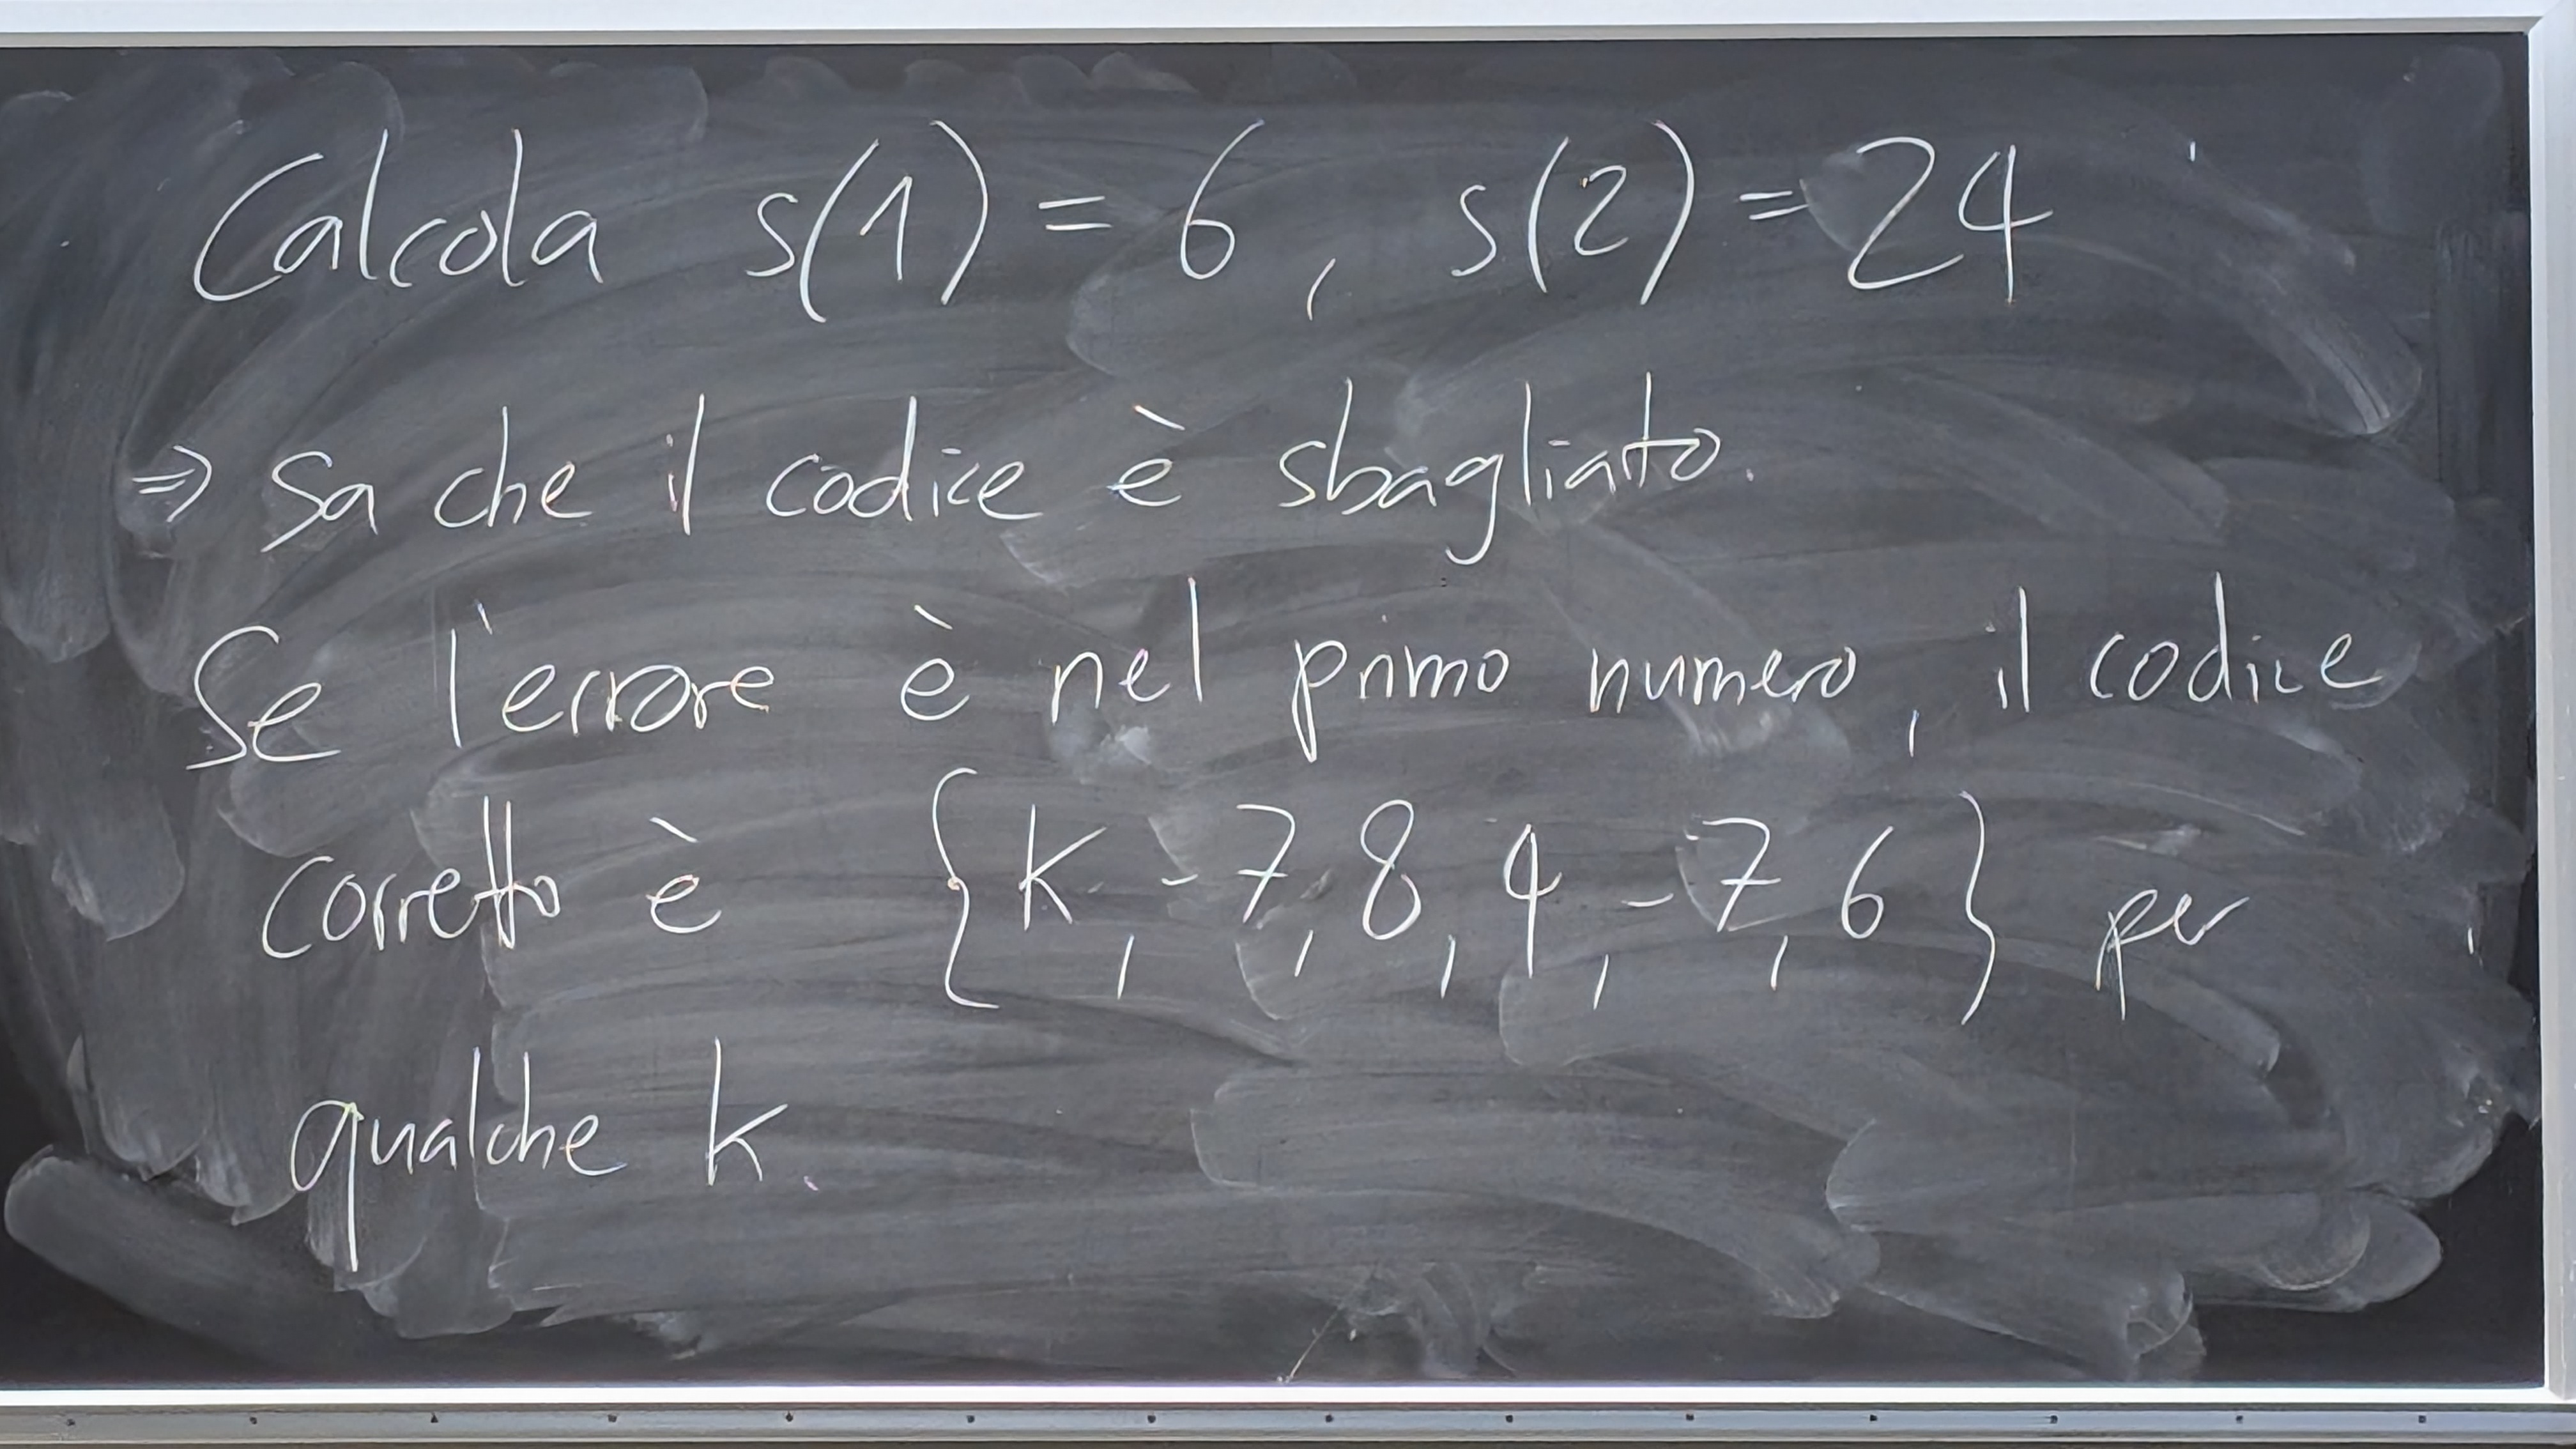 Calcola s(1) = 6, s(2) = 24
⇒ sa che il codice è sbagliato.
Se l'errore è nel primo numero, il codice
corretto è {k, -7, 8, 4, -7, 6} per
qualche k.